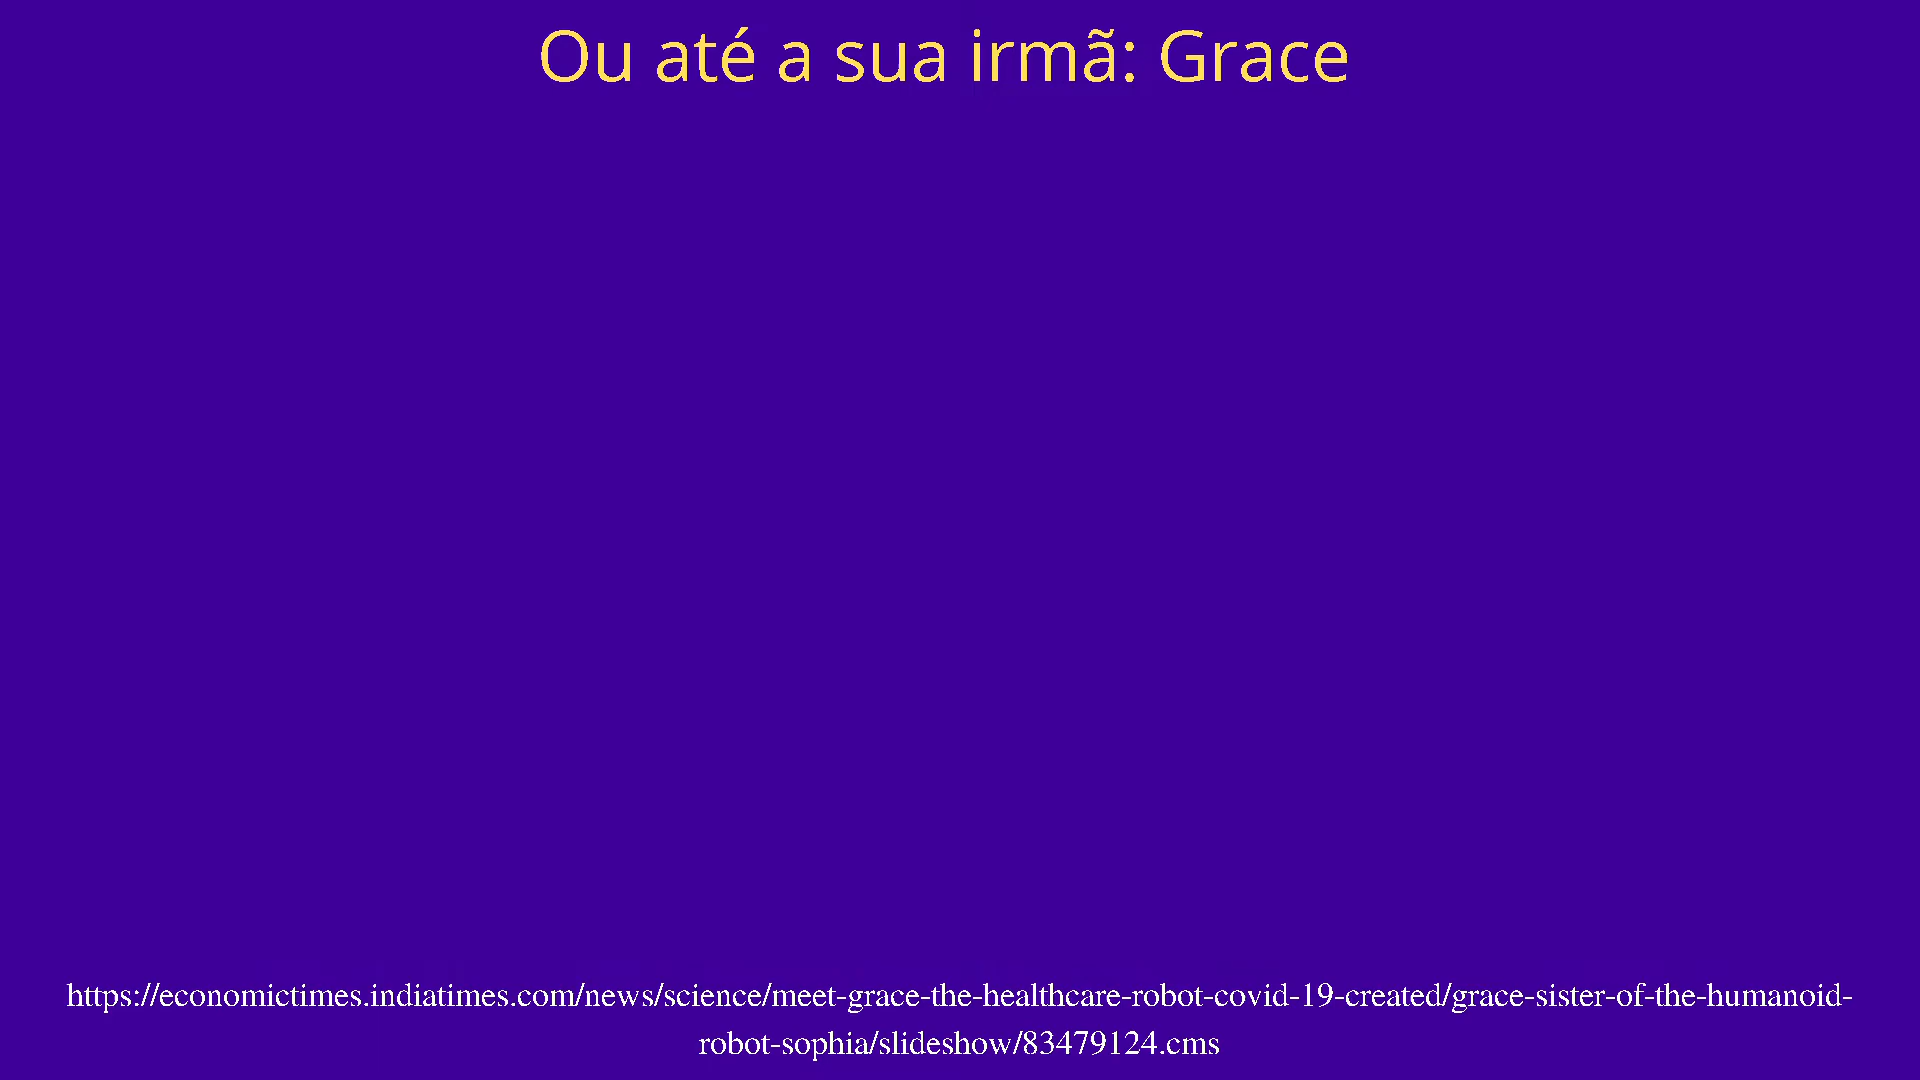 Ou até a sua irmã: Grace
https://economictimes.indiatimes.com/news/science/meet-grace-the-healthcare-robot-covid-19-created/grace-sister-of-the-humanoid-
robot-sophia/slideshow/83479124.cms